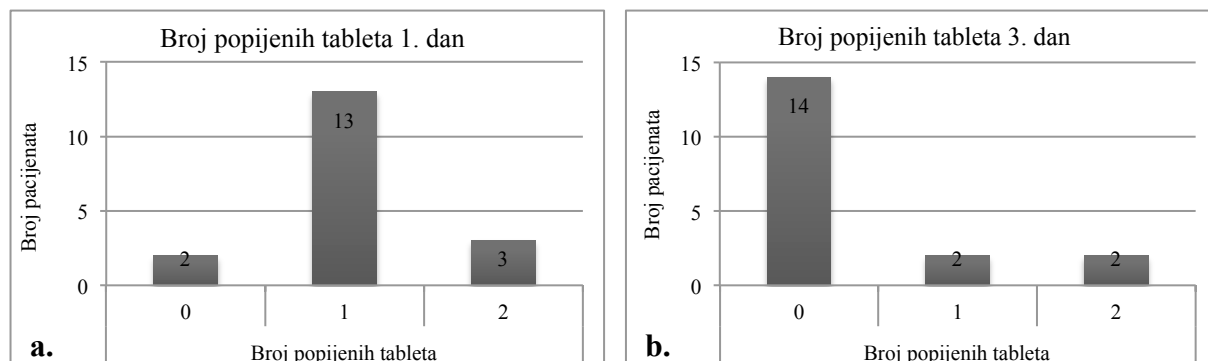 Broj popijenih tableta 1. dan
15
10
5
0
Broj pacijenata
2
13
3
0
1
2
Broj popijenih tableta
a.
Broj popijenih tableta 3. dan
15
10
5
0
Broj pacijenata
14
2
2
0
1
2
Broj popijenih tableta
b.